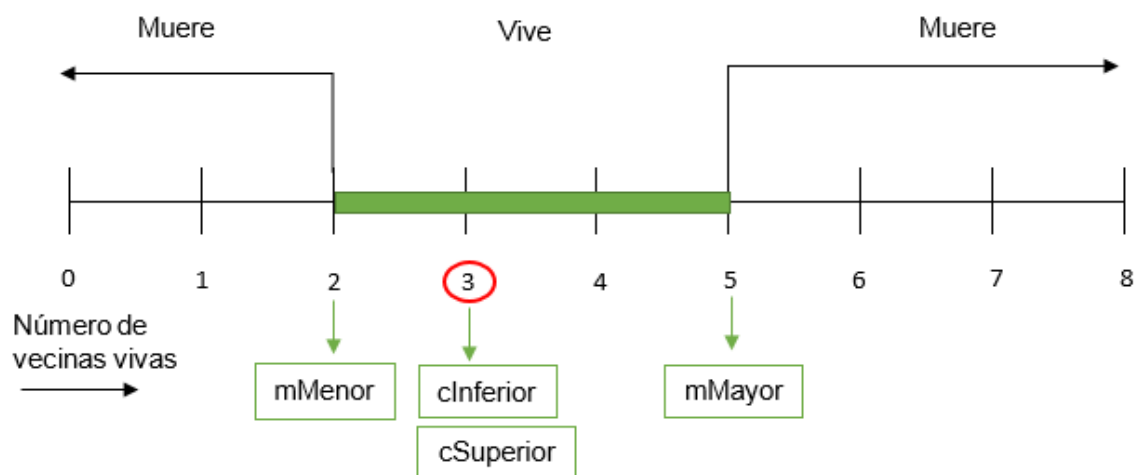 Muere Vive Muere
0 1 2 3 4 5 6 7 8
Número de
vecinas vivas
mMenor cInferior mMayor
cSuperior